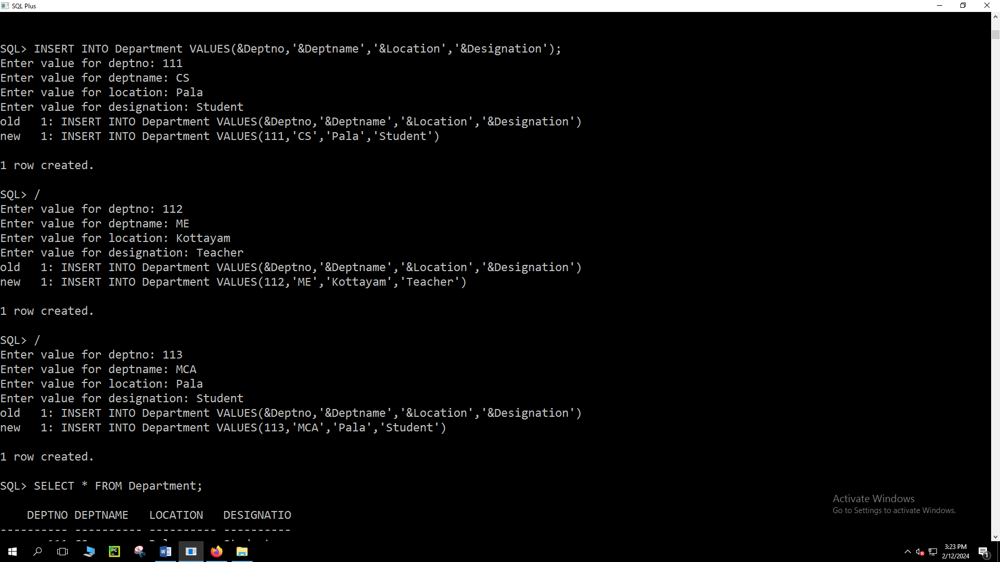 SQL Plus
SQL> INSERT INTO Department VALUES(&Deptno,'&Deptname','&Location','&Designation');
Enter value for deptno: 111
Enter value for deptname: CS
Enter value for location: Pala
Enter value for designation: Student
old   1: INSERT INTO Department VALUES(&Deptno,'&Deptname','&Location','&Designation')
new   1: INSERT INTO Department VALUES(111,'CS','Pala','Student')
1 row created.
SQL> /
Enter value for deptno: 112
Enter value for deptname: ME
Enter value for location: Kottayam
Enter value for designation: Teacher
old   1: INSERT INTO Department VALUES(&Deptno,'&Deptname','&Location','&Designation')
new   1: INSERT INTO Department VALUES(112,'ME','Kottayam','Teacher')
1 row created.
SQL> /
Enter value for deptno: 113
Enter value for deptname: MCA
Enter value for location: Pala
Enter value for designation: Student
old   1: INSERT INTO Department VALUES(&Deptno,'&Deptname','&Location','&Designation')
new   1: INSERT INTO Department VALUES(113,'MCA','Pala','Student')
1 row created.
SQL> SELECT * FROM Department;
DEPTNO DEPTNAME   LOCATION   DESIGNATIO
---------- ---------- ---------- ----------
Activate Windows
Go to Settings to activate Windows.
PC
3:23 PM
2/12/2024
1